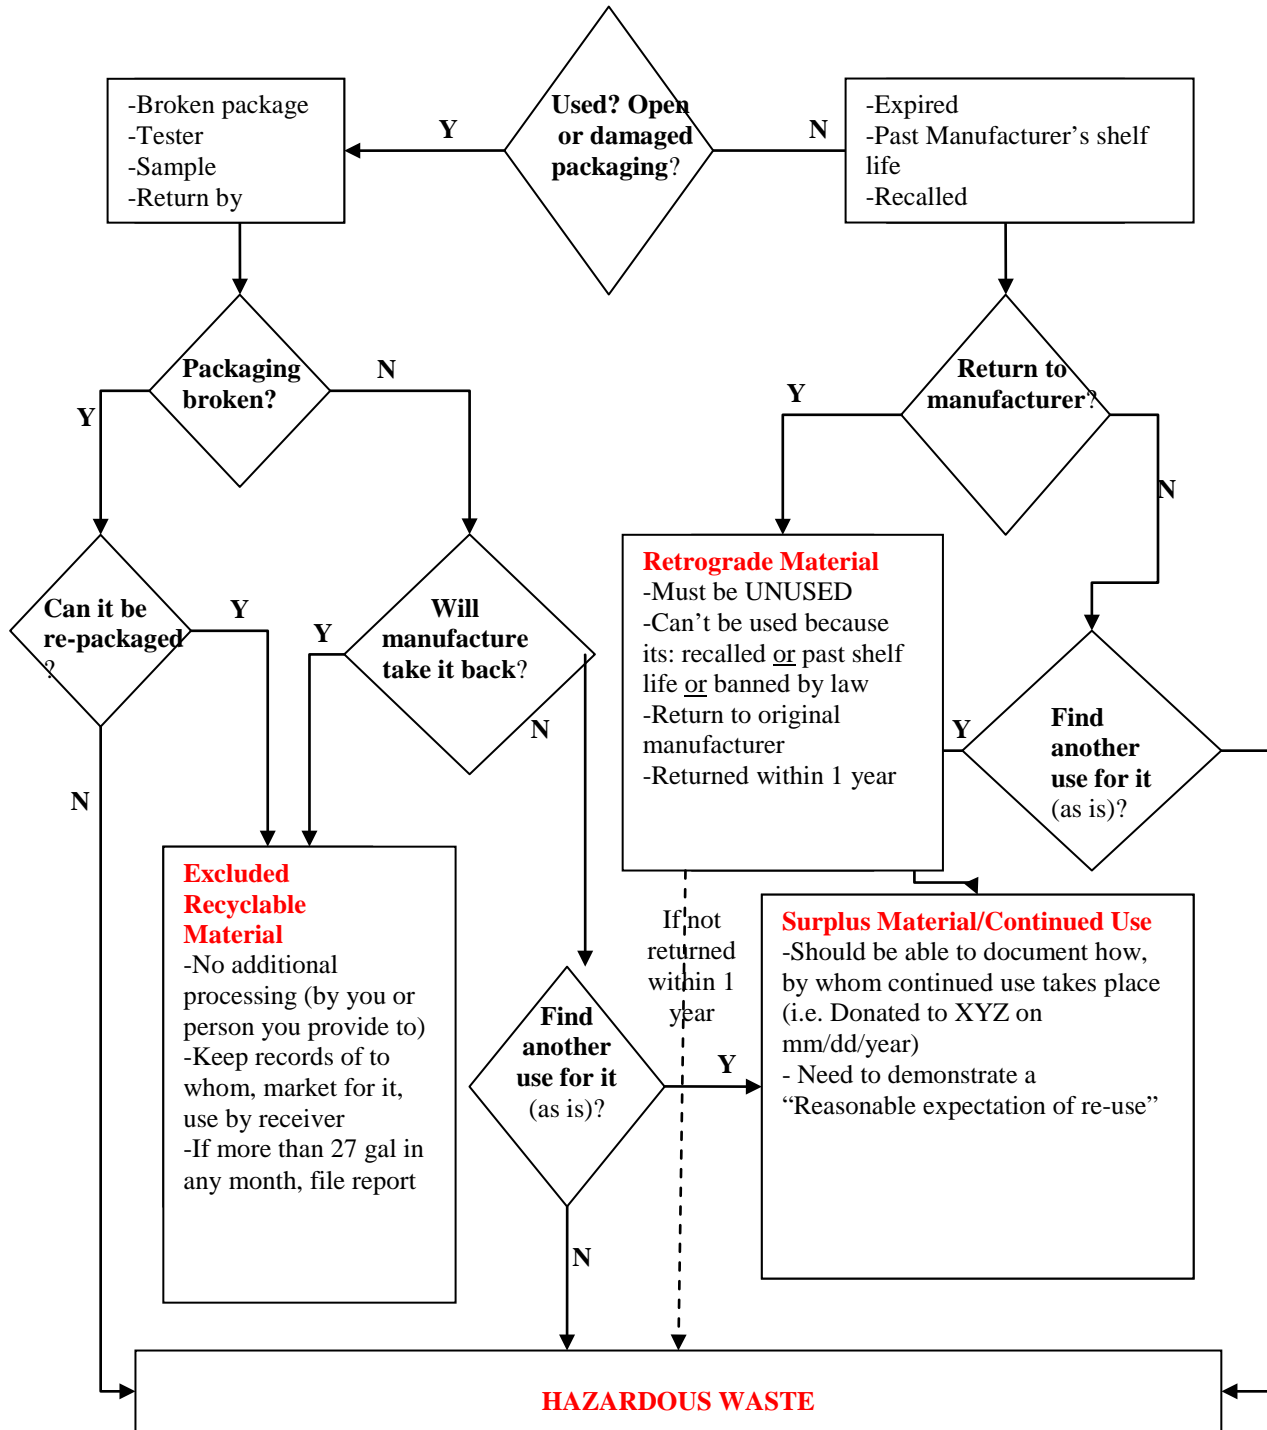 Used? Open
or damaged
packaging?
Y
N
-Broken package
-Tester
-Sample
-Return by
-Expired
-Past Manufacturer’s shelf
life
-Recalled
Packaging
broken?
N
Y
Return to
manufacturer?
Y
N
Can it be
re-packaged
?
Y
N
Will
manufacture
take it back?
Y
N
Retrograde Material
-Must be UNUSED
-Can’t be used because
its: recalled or past shelf
life or banned by law
-Return to original
manufacturer
-Returned within 1 year
Y
Find
another
use for it
(as is)?
Excluded
Recyclable
Material
-No additional
processing (by you or
person you provide to)
-Keep records of to
whom, market for it,
use by receiver
-If more than 27 gal in
any month, file report
If not
returned
within 1
year
Find
another
use for it
(as is)?
Y
N
Surplus Material/Continued Use
-Should be able to document how,
by whom continued use takes place
(i.e. Donated to XYZ on
mm/dd/year)
- Need to demonstrate a
“Reasonable expectation of re-use”
HAZARDOUS WASTE